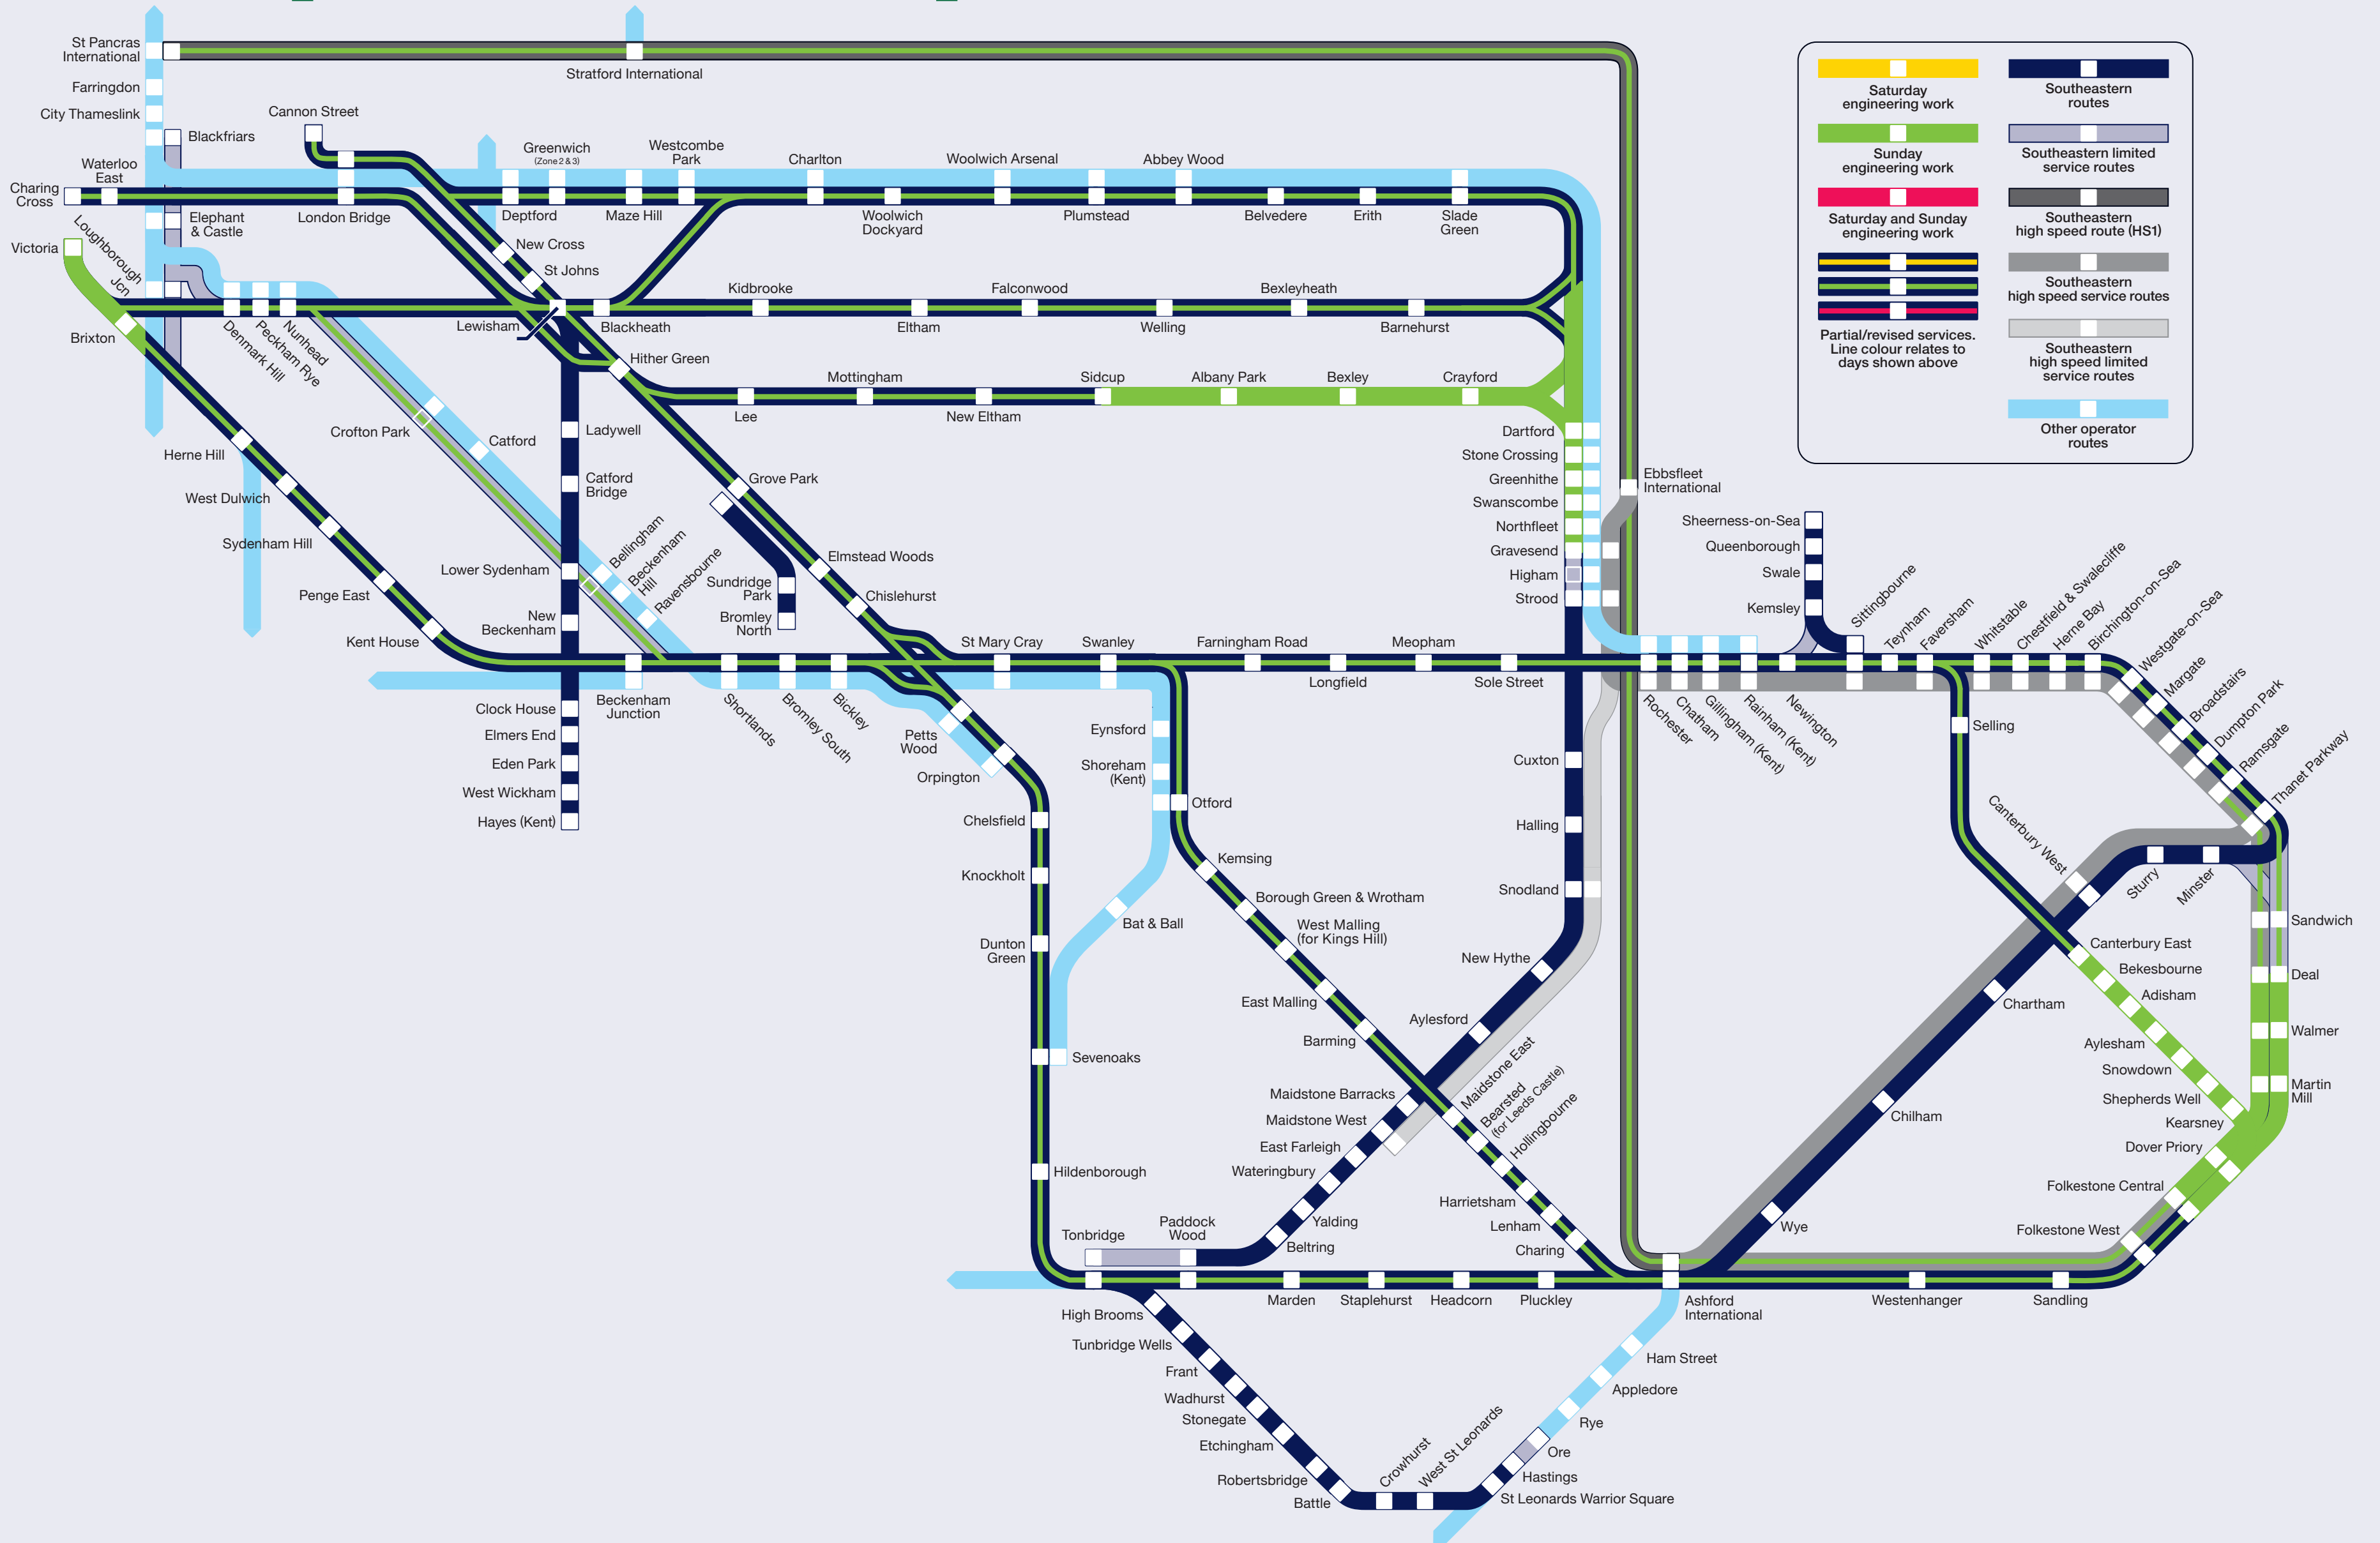 St Pancras
International
Stratford International
Farringdon
City Thameslink
Blackfriars
Cannon Street
Waterloo
East
Charing
Cross
Elephant
& Castle
London Bridge
Victoria
Loughborough
Jcn
Brixton
Greenwich
(Zone 2 & 3)
Westcombe
Park
Charlton
Woolwich Arsenal
Abbey Wood
Deptford
Maze Hill
Woolwich
Dockyard
Plumstead
Belvedere
Erith
Slade
Green
New Cross
St Johns
Denmark Hill
Peckham Rye
Nunhead
Lewisham
Blackheath
Kidbrooke
Eltham
Falconwood
Welling
Bexleyheath
Barnehurst
Hither Green
Lee
Mottingham
New Eltham
Sidcup
Albany Park
Bexley
Crayford
Crofton Park
Catford
Ladywell
Catford
Bridge
Herne Hill
West Dulwich
Sydenham Hill
Penge East
Kent House
Lower Sydenham
New
Beckenham
Bellingham
Beckenham
Hill
Ravensbourne
Grove Park
Sundridge
Park
Bromley
North
Elmstead Woods
Chislehurst
Dartford
Stone Crossing
Greenhithe
Swanscombe
Northfleet
Gravesend
Higham
Strood
Ebbsfleet
International
Sheerness-on-Sea
Queenborough
Swale
Kemsley
Clock House
Elmers End
Eden Park
West Wickham
Hayes (Kent)
Beckenham
Junction
Shortlands
Bromley South
Bickley
Petts
Wood
Orpington
St Mary Cray
Swanley
Farningham Road
Longfield
Meopham
Sole Street
Rochester
Chatham
Gillingham (Kent)
Rainham (Kent)
Newington
Sittingbourne
Teynham
Faversham
Whitstable
Chestfield & Swalecliffe
Herne Bay
Birchington-on-Sea
Westgate-on-Sea
Margate
Broadstairs
Dumpton Park
Ramsgate
Thanet Parkway
Selling
Eynsford
Shoreham
(Kent)
Otford
Bat & Ball
Chelsfield
Knockholt
Dunton
Green
Sevenoaks
Hildenborough
Kemsing
Borough Green & Wrotham
West Malling
(for Kings Hill)
East Malling
Barming
Maidstone East
Bearsted
(for Leeds Castle)
Hollingbourne
Harrietsham
Lenham
Charing
Cuxton
Halling
Snodland
New Hythe
Aylesford
Maidstone Barracks
Maidstone West
East Farleigh
Wateringbury
Yalding
Beltring
Tonbridge
Paddock
Wood
Marden
Staplehurst
Headcorn
Pluckley
Ashford
International
Westenhanger
Sandling
Canterbury West
Sturry
Minster
Chartham
Chilham
Wye
Sandwich
Deal
Walmer
Martin
Mill
Canterbury East
Bekesbourne
Adisham
Aylesham
Snowdown
Shepherds Well
Kearsney
Dover Priory
Folkestone Central
Folkestone West
High Brooms
Tunbridge Wells
Frant
Wadhurst
Stonegate
Etchingham
Robertsbridge
Battle
Crowhurst
West St Leonards
St Leonards Warrior Square
Hastings
Ore
Rye
Appledore
Ham Street
Saturday
engineering work
Sunday
engineering work
Saturday and Sunday
engineering work
Partial/revised services.
Line colour relates to
days shown above
Southeastern
routes
Southeastern limited
service routes
Southeastern
high speed route (HS1)
Southeastern
high speed service routes
Southeastern
high speed limited
service routes
Other operator
routes